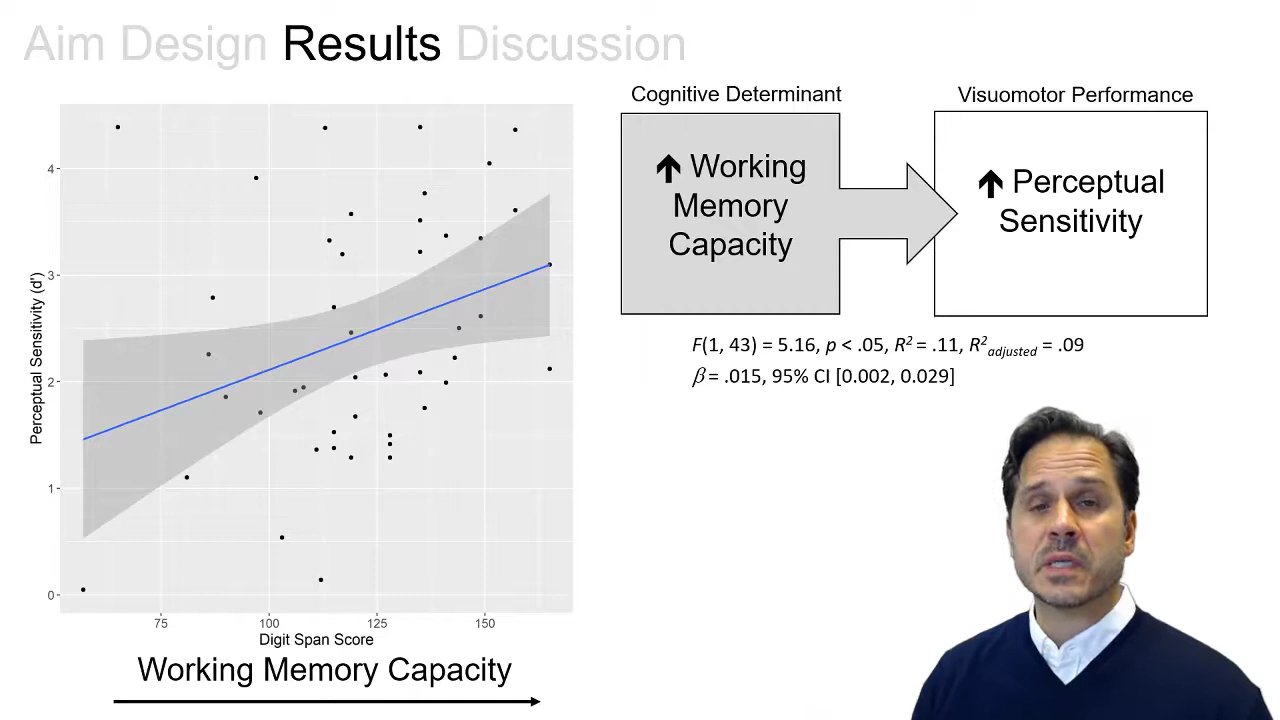 Aim Design Results Discussion
Cognitive Determinant
Visuomotor Performance
🡅 Working
Memory
Capacity
🡅 Perceptual
Sensitivity
F(1, 43) = 5.16, p < .05, R² = .11, R²adjusted = .09
β = .015, 95% CI [0.002, 0.029]
Perceptual Sensitivity (d')
4
3
2
1
0
75 100 125 150
Digit Span Score
Working Memory Capacity